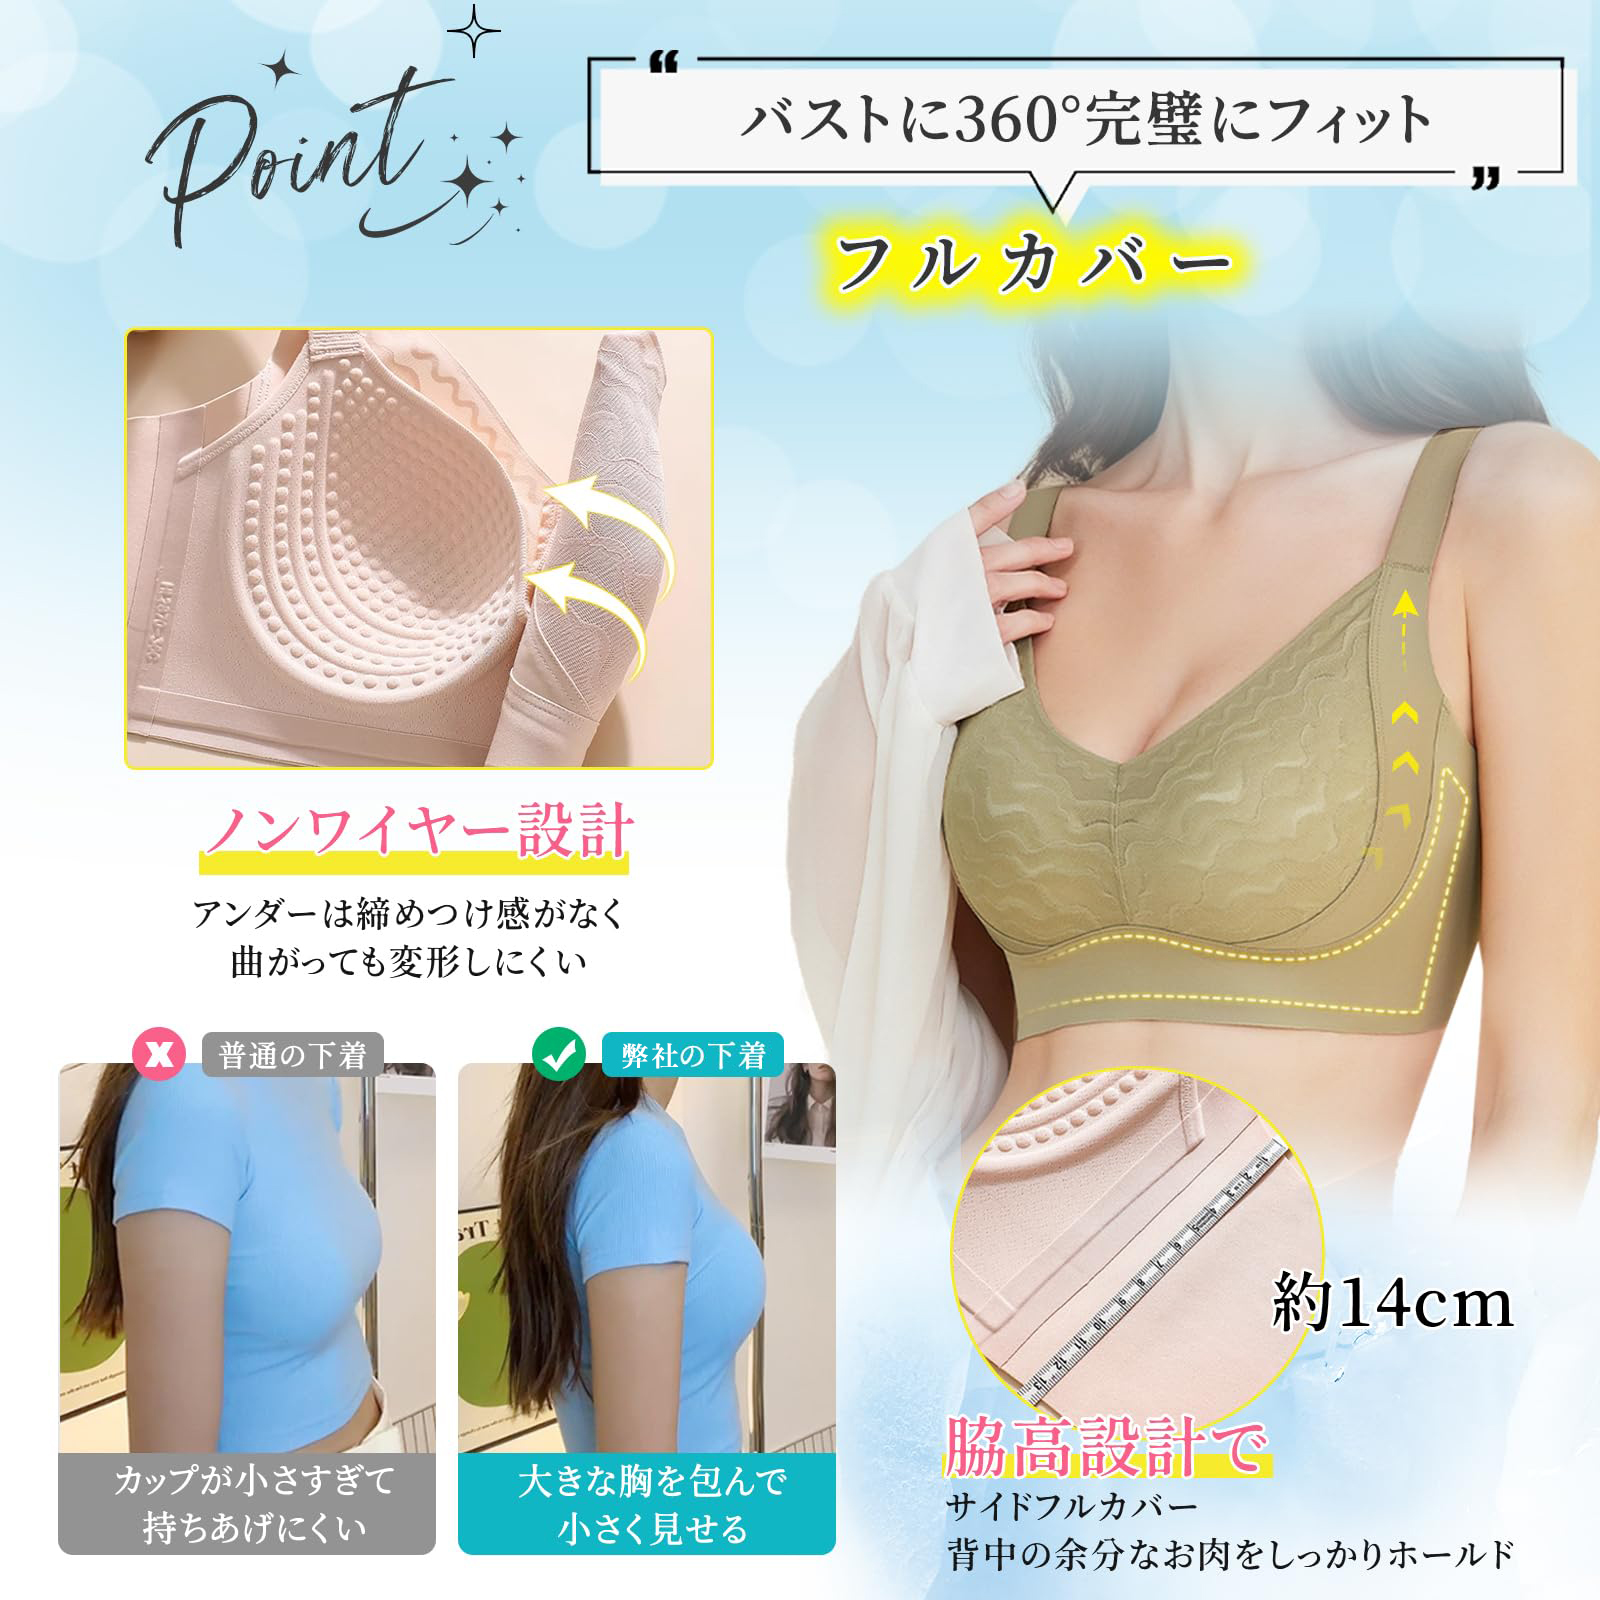 Point
バストに360°完璧にフィット
フルカバー
ノンワイヤー設計
アンダーは締めつけ感がなく
曲がっても変形しにくい
普通の下着
弊社の下着
カップが小さすぎて
持ちあげにくい
大きな胸を包んで
小さく見せる
約14cm
脇高設計で
サイドフルカバー
背中の余分なお肉をしっかりホールド